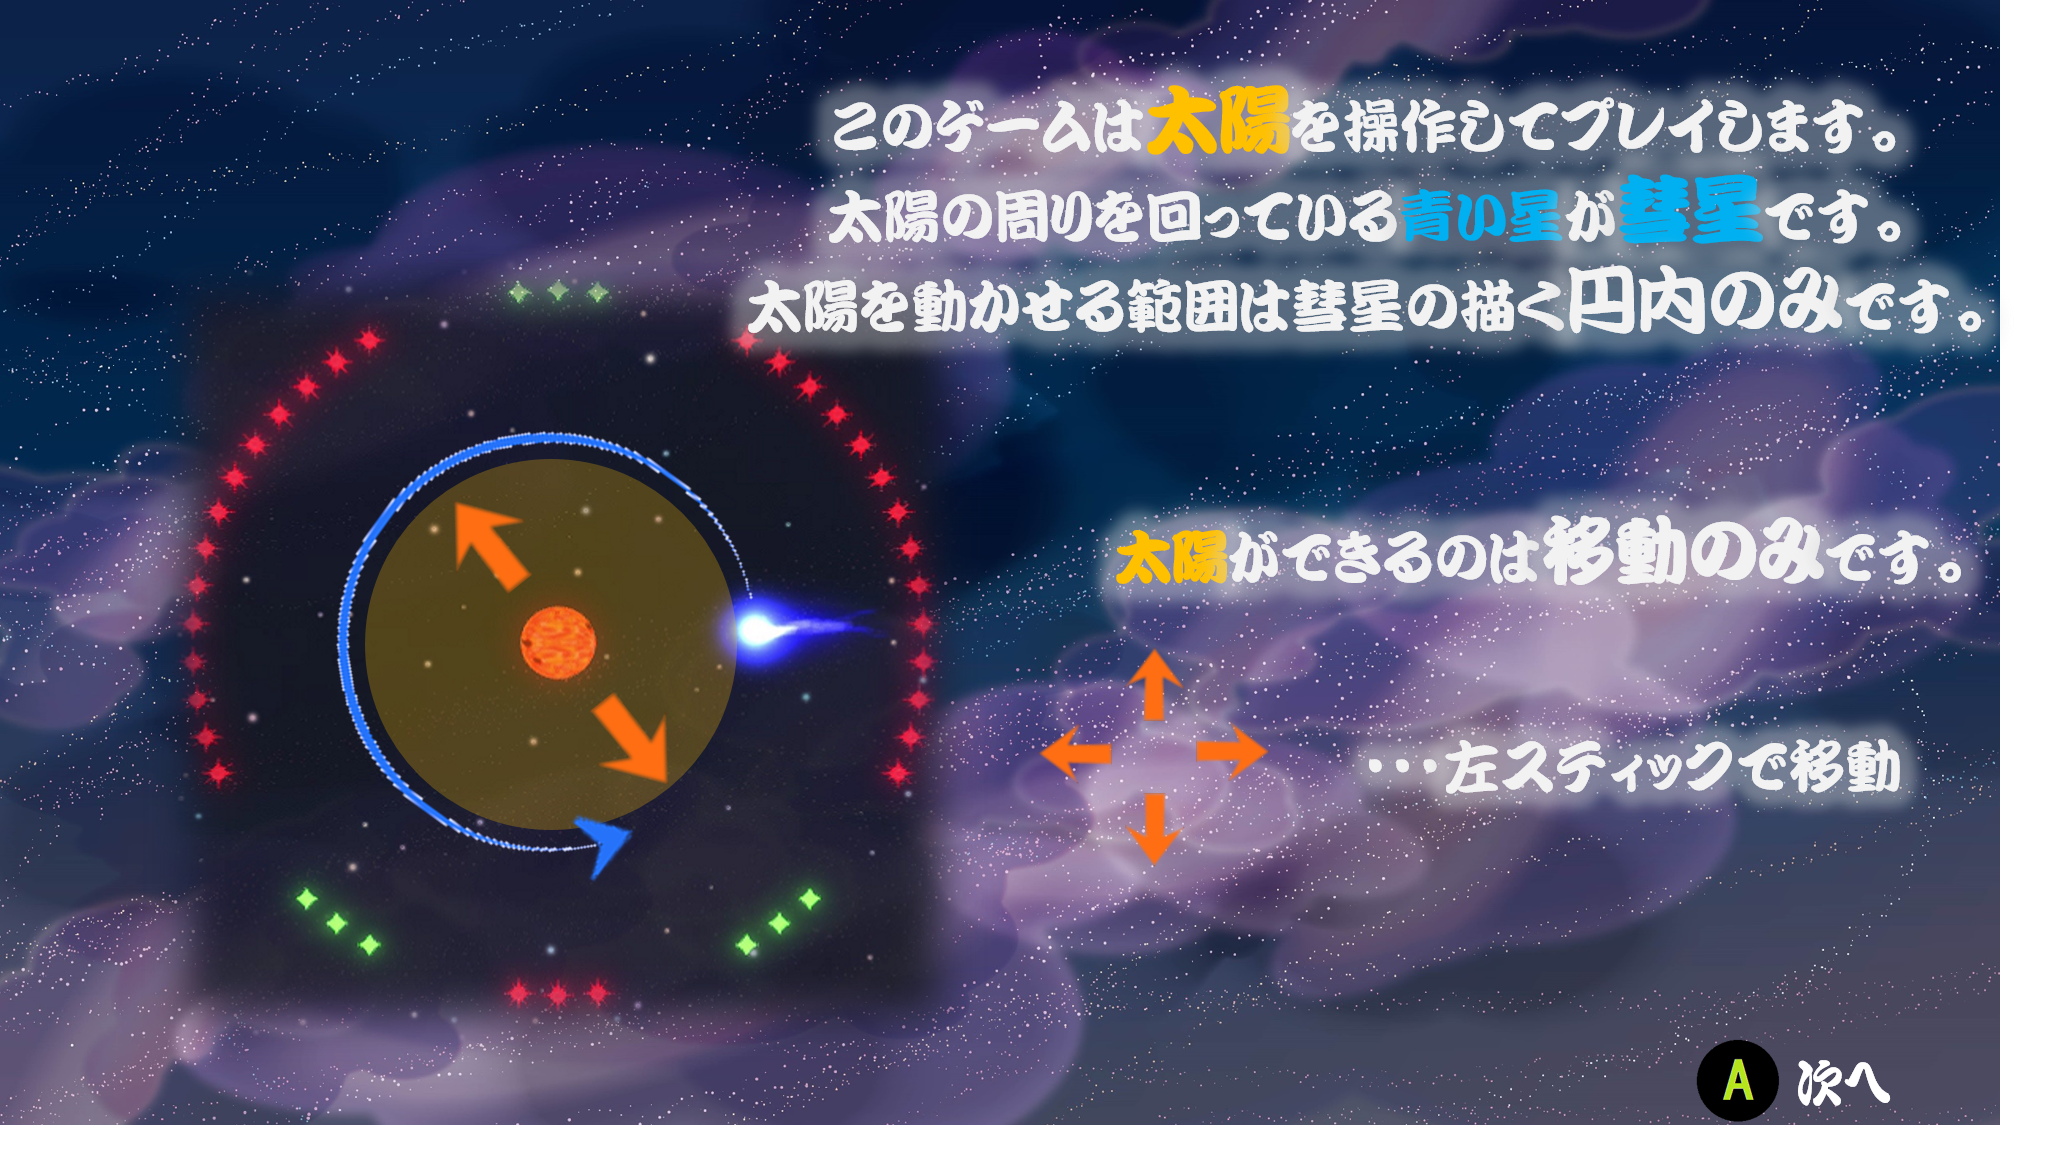 このゲームは太陽を操作してプレイします。
太陽の周りを回っている青い星が彗星です。
太陽を動かせる範囲は彗星の描く円内のみです。
太陽ができるのは移動のみです。
･･･左スティックで移動
A 次へ